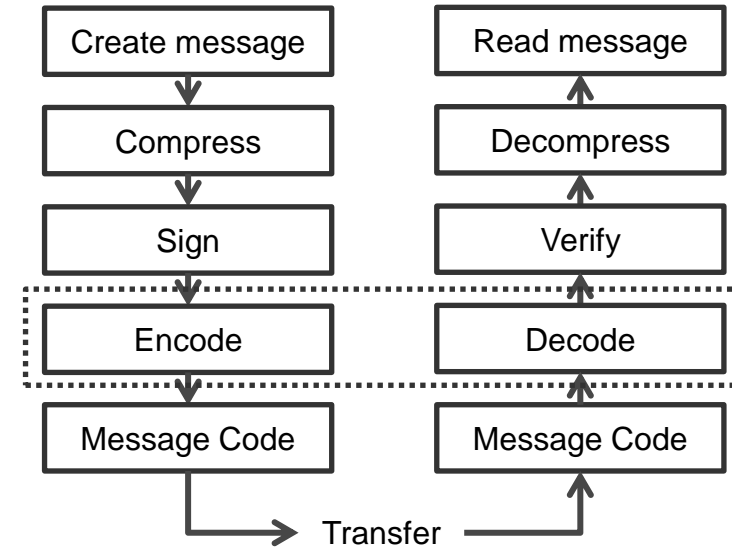 Create message
Compress
Sign
Encode
Message Code
Transfer
Read message
Decompress
Verify
Decode
Message Code